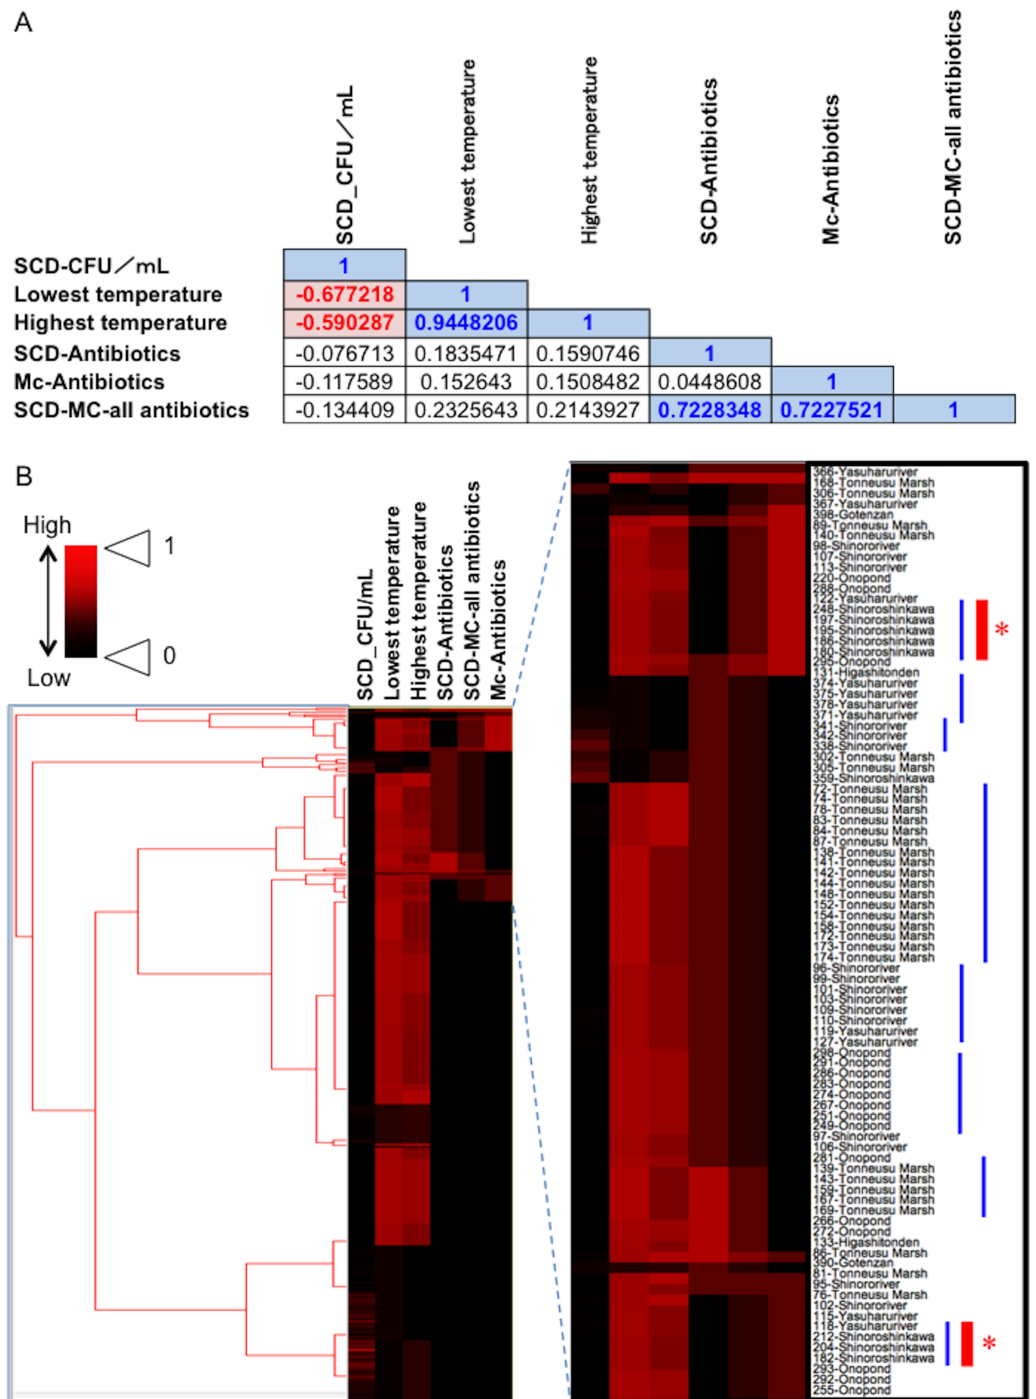 A
SCD_CFU/mL
Lowest temperature
Highest temperature
SCD-Antibiotics
Mc-Antibiotics
SCD-MC-all antibiotics
SCD-CFU/mL 1
Lowest temperature -0.677218 1
Highest temperature -0.590287 0.9448206 1
SCD-Antibiotics -0.076713 0.1835471 0.1590746 1
Mc-Antibiotics -0.117589 0.152643 0.1508482 0.0448608 1
SCD-MC-all antibiotics -0.134409 0.2325643 0.2143927 0.7228348 0.7227521 1
B
High
1
0
Low
SCD_CFU/mL
Lowest temperature
Highest temperature
SCD-Antibiotics
SCD-MC-all antibiotics
Mc-Antibiotics
366-Yasuharuriver
168-Tonneusu Marsh
306-Tonneusu Marsh
367-Yasuharuriver
398-Gotenzan
89-Tonneusu Marsh
140-Tonneusu Marsh
98-Shinororiver
107-Shinororiver
113-Shinororiver
220-Onopond
288-Onopond
122-Yasuharuriver
248-Shinoroshinkawa
197-Shinoroshinkawa
195-Shinoroshinkawa
186-Shinoroshinkawa
180-Shinoroshinkawa
295-Onopond
131-Higashitonden
374-Yasuharuriver
375-Yasuharuriver
378-Yasuharuriver
371-Yasuharuriver
341-Shinororiver
342-Shinororiver
338-Shinororiver
302-Tonneusu Marsh
305-Tonneusu Marsh
359-Shinoroshinkawa
72-Tonneusu Marsh
74-Tonneusu Marsh
78-Tonneusu Marsh
83-Tonneusu Marsh
84-Tonneusu Marsh
87-Tonneusu Marsh
138-Tonneusu Marsh
141-Tonneusu Marsh
142-Tonneusu Marsh
144-Tonneusu Marsh
148-Tonneusu Marsh
152-Tonneusu Marsh
154-Tonneusu Marsh
158-Tonneusu Marsh
172-Tonneusu Marsh
173-Tonneusu Marsh
174-Tonneusu Marsh
96-Shinororiver
99-Shinororiver
101-Shinororiver
103-Shinororiver
109-Shinororiver
110-Shinororiver
119-Yasuharuriver
127-Yasuharuriver
298-Onopond
291-Onopond
286-Onopond
283-Onopond
274-Onopond
267-Onopond
251-Onopond
249-Onopond
97-Shinororiver
106-Shinororiver
281-Onopond
139-Tonneusu Marsh
143-Tonneusu Marsh
159-Tonneusu Marsh
167-Tonneusu Marsh
169-Tonneusu Marsh
266-Onopond
272-Onopond
133-Higashitonden
86-Tonneusu Marsh
390-Gotenzan
81-Tonneusu Marsh
95-Shinororiver
76-Tonneusu Marsh
102-Shinororiver
115-Yasuharuriver
118-Yasuharuriver
212-Shinoroshinkawa
204-Shinoroshinkawa
182-Shinoroshinkawa
293-Onopond
292-Onopond
255-Onopond
*
*